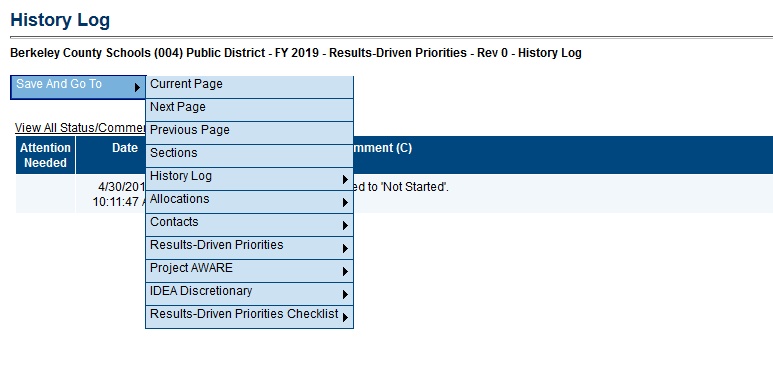 History Log
Berkeley County Schools (004) Public District - FY 2019 - Results-Driven Priorities - Rev 0 - History Log
Save And Go To
Current Page
Next Page
Previous Page
Sections
History Log
Allocations
Contacts
Results-Driven Priorities
Project AWARE
IDEA Discretionary
Results-Driven Priorities Checklist
View All Status/Commen
Attention
Needed
Date
mment (C)
4/30/201
10:11:47 A
ed to 'Not Started'.